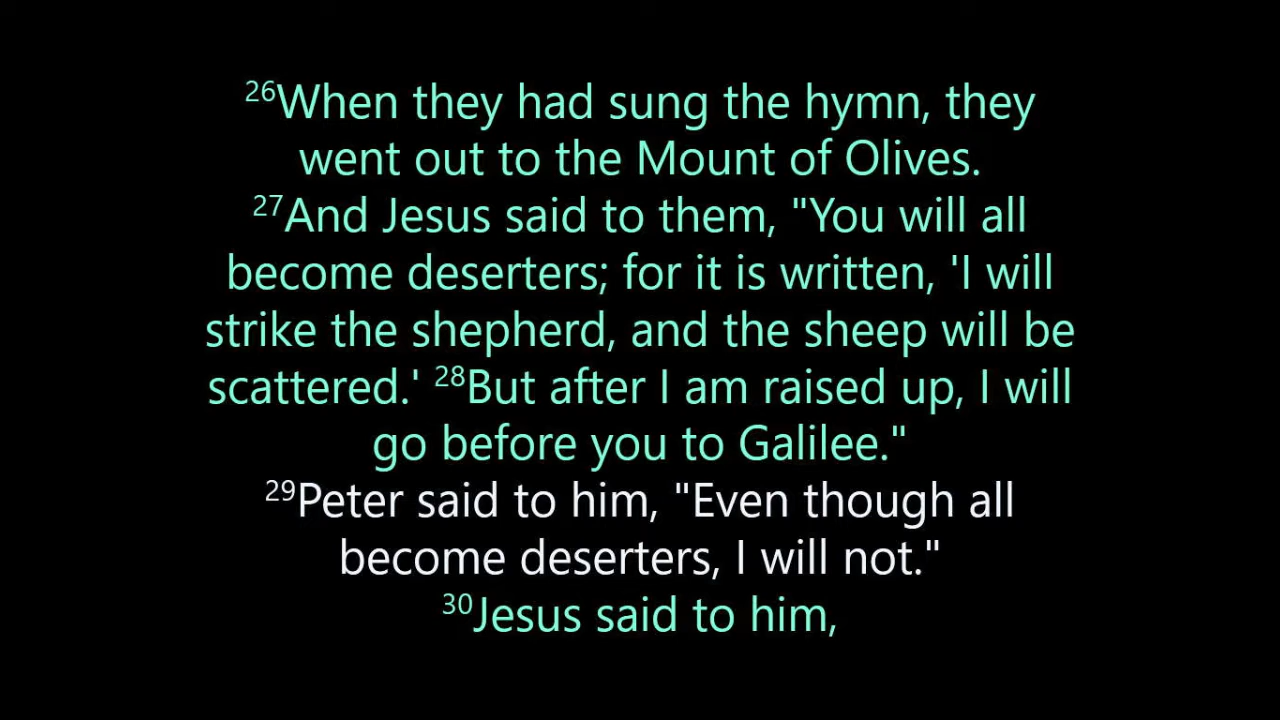 ²⁶When they had sung the hymn, they
went out to the Mount of Olives.
²⁷And Jesus said to them, "You will all
become deserters; for it is written, 'I will
strike the shepherd, and the sheep will be
scattered.' ²⁸But after I am raised up, I will
go before you to Galilee."
²⁹Peter said to him, "Even though all
become deserters, I will not."
³⁰Jesus said to him,